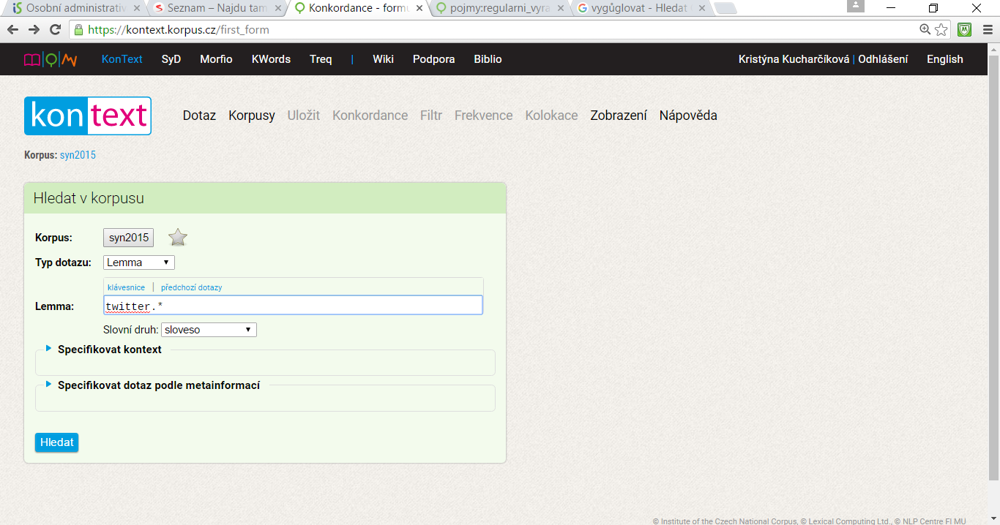 Osobní administrativ
Seznam – Najdu tam
Konkordance - formu
pojmy:regularni_vyra
vygůglovat - Hledat
https://kontext.korpus.cz/first_form
KonText SyD Morfio KWords Treq | Wiki Podpora Biblio
Kristýna Kucharčíková | Odhlášení English
kontext
Dotaz Korpusy Uložit Konkordance Filtr Frekvence Kolokace Zobrazení Nápověda
Korpus: syn2015
Hledat v korpusu
Korpus: syn2015
Typ dotazu: Lemma
klávesnice | předchozí dotazy
Lemma: twitter.*
Slovní druh: sloveso
Specifikovat kontext
Specifikovat dotaz podle metainformací
Hledat
© Institute of the Czech National Corpus, © Lexical Computing Ltd., © NLP Centre FI MU